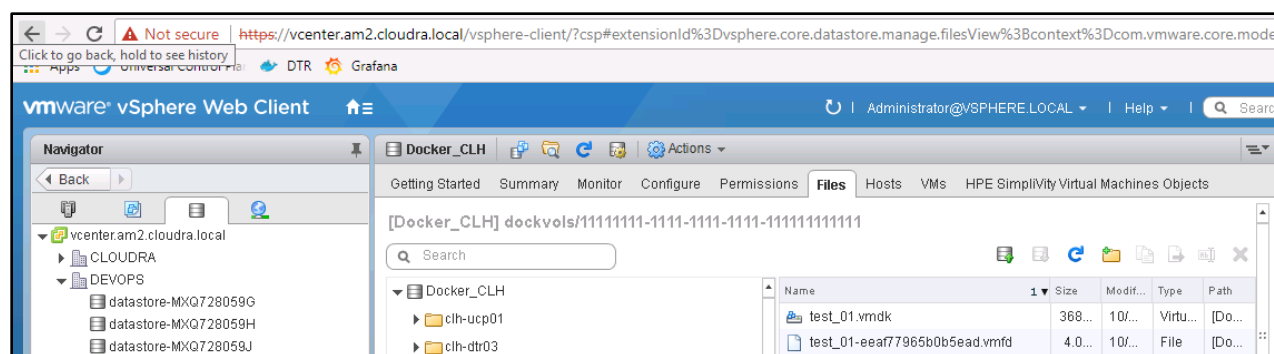 Not secure https://vcenter.am2.cloudra.local/vsphere-client/?csp#extensionId%3Dvsphere.core.datastore.manage.filesView%3Bcontext%3Dcom.vmware.core.mode
Click to go back, hold to see history
Apps DTR Grafana
vmware® vSphere Web Client Administrator@VSPHERE.LOCAL Help Searc
Navigator Docker_CLH Actions
Back Getting Started Summary Monitor Configure Permissions Files Hosts VMs HPE SimpliVity Virtual Machines Objects
[Docker_CLH] dockvols/11111111-1111-1111-1111-111111111111
vcenter.am2.cloudra.local
CLOUDRA Search
DEVOPS Docker_CLH Name 1 Size Modif... Type Path
datastore-MXQ728059G
clh-ucp01 test_01.vmdk 368... 10/... Virtu... [Do...
datastore-MXQ728059H
datastore-MXQ728059J clh-dtr03 test_01-eeaf77965b0b5ead.vmfd 4.0... 10/... File [Do...